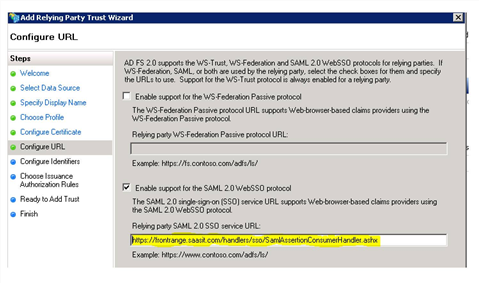 Add Relying Party Trust Wizard
Configure URL
Steps
Welcome
Select Data Source
Specify Display Name
Choose Profile
Configure Certificate
Configure URL
Configure Identifiers
Choose Issuance
Authorization Rules
Ready to Add Trust
Finish
AD FS 2.0 supports the WS-Trust, WS-Federation and SAML 2.0 WebSSO protocols for relying parties. If
WS-Federation, SAML, or both are used by the relying party, select the check boxes for them and specify
the URLs to use. Support for the WS-Trust protocol is always enabled for a relying party.
Enable support for the WS-Federation Passive protocol
The WS-Federation Passive protocol URL supports Web-browser-based claims providers using the
WS-Federation Passive protocol.
Relying party WS-Federation Passive protocol URL:
Example: https://fs.contoso.com/adfs/ls/
Enable support for the SAML 2.0 WebSSO protocol
The SAML 2.0 single-sign-on (SSO) service URL supports Web-browser-based claims providers using
the SAML 2.0 WebSSO protocol.
Relying party SAML 2.0 SSO service URL:
https://frontrange.saasit.com/handlers/sso/SamlAssertionConsumerHandler.ashx
Example: https://www.contoso.com/adfs/ls/